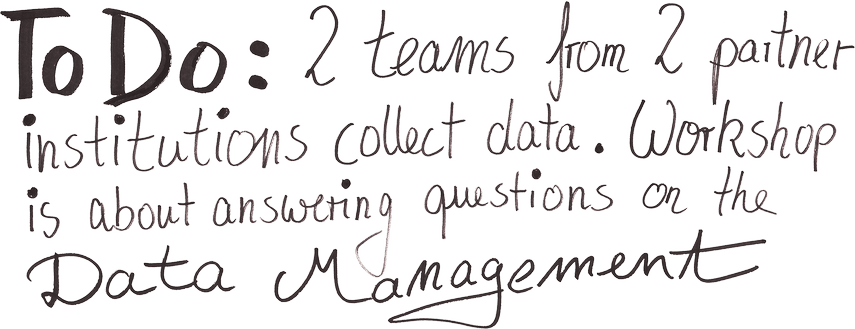 ToDo: 2 teams from 2 partner
institutions collect data. Workshop
is about answering questions on the
Data Management